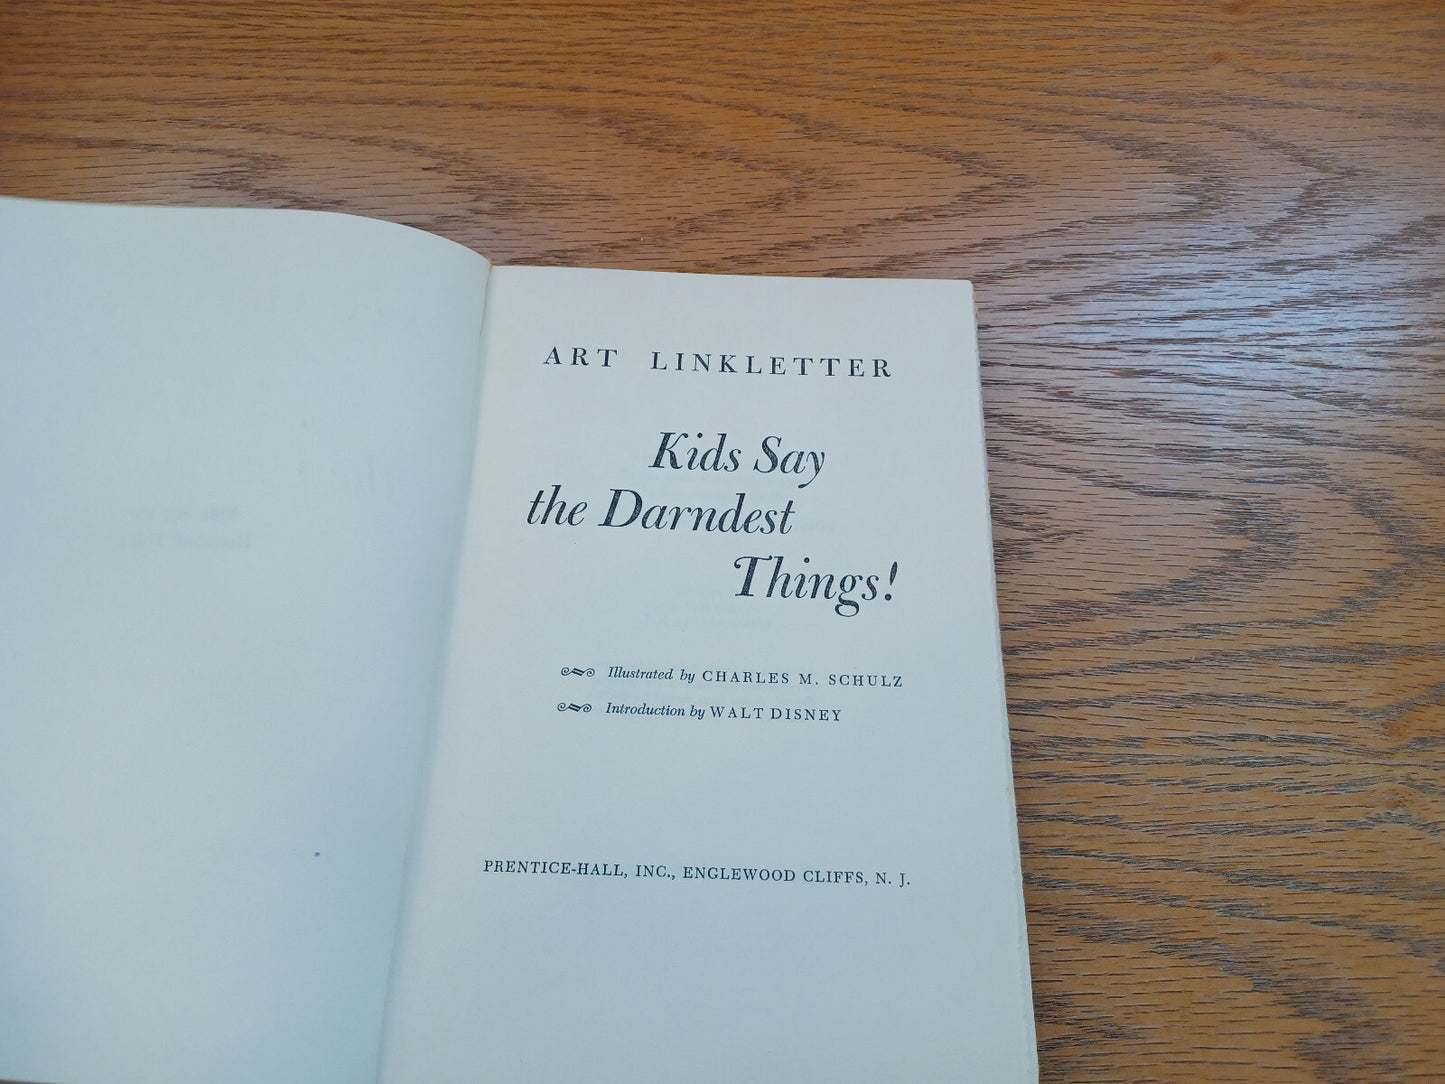 ART LINKLETTER
Kids Say
the Darndest
Things!
Illustrated by CHARLES M. SCHULZ
Introduction by WALT DISNEY
PRENTICE-HALL, INC., ENGLEWOOD CLIFFS, N. J.